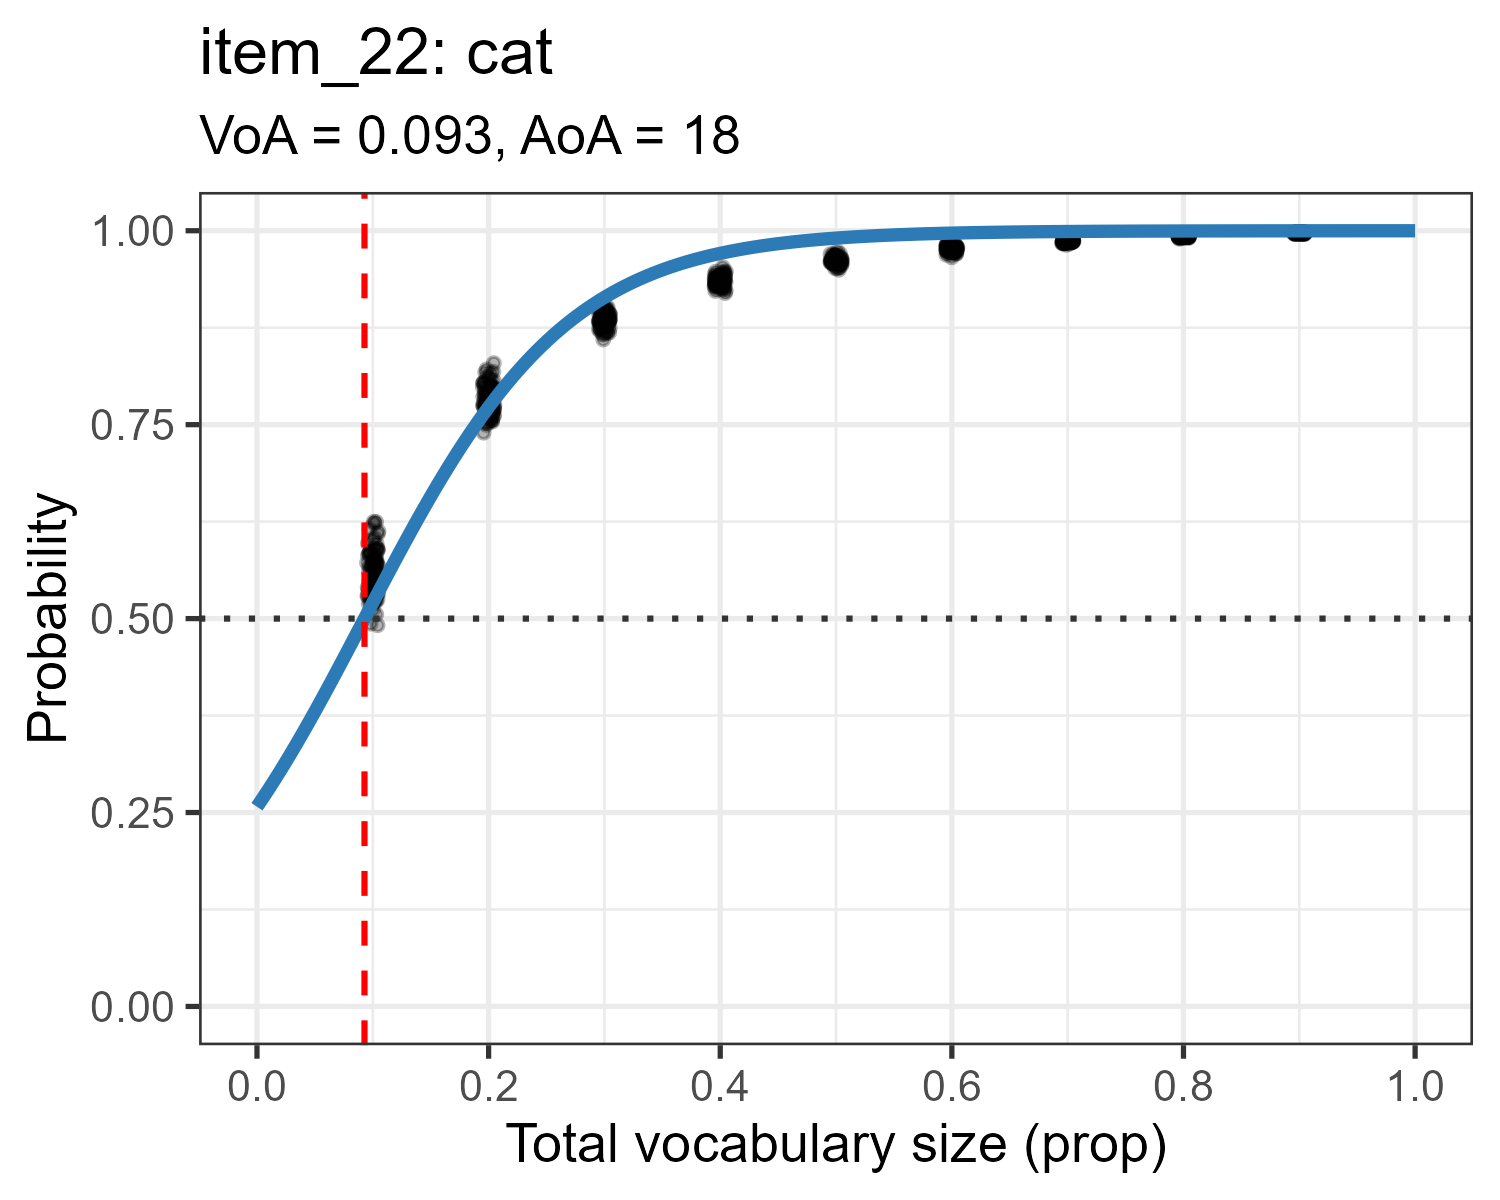 item_22: cat
VoA = 0.093, AoA = 18
Probability
1.00
0.75
0.50
0.25
0.00
0.0 0.2 0.4 0.6 0.8 1.0
Total vocabulary size (prop)